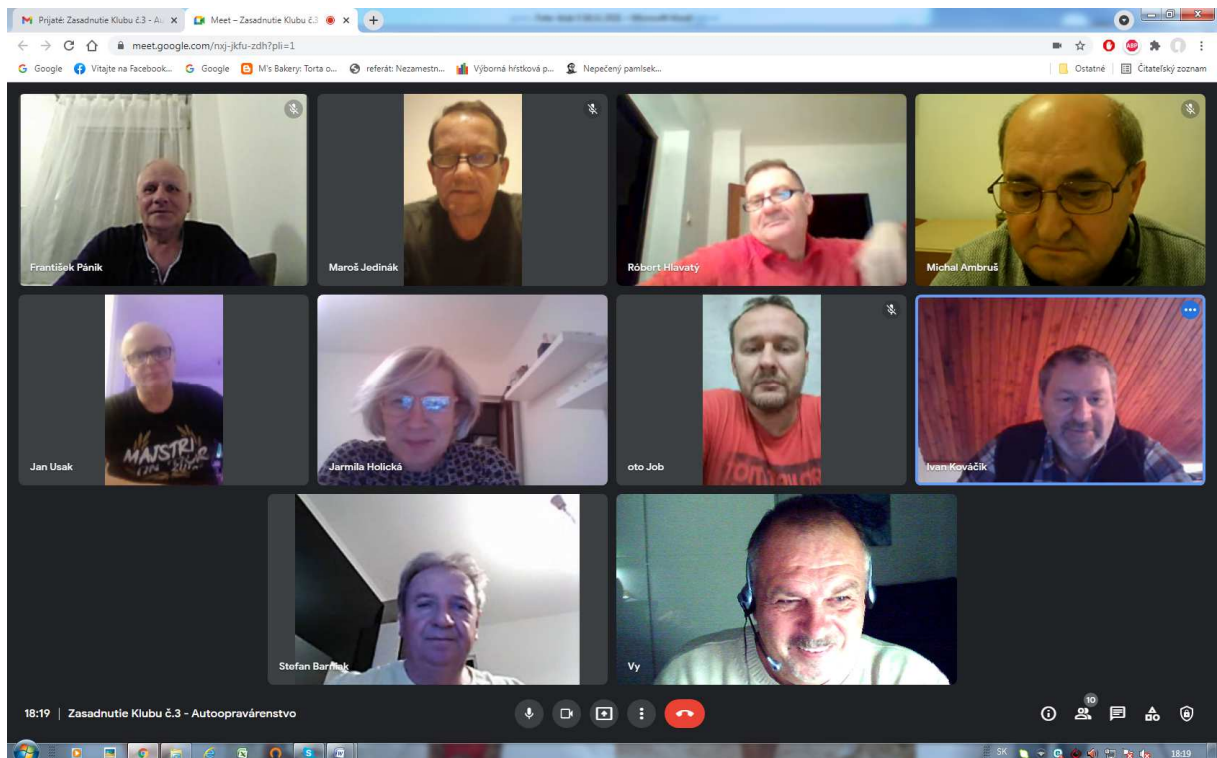 Prijaté: Zasadnutie Klubu č.3 - Au
Meet – Zasadnutie Klubu č.3
meet.google.com/nxj-jkfu-zdh?pli=1
ABP
Google
Vitajte na Facebook...
Google
M's Bakery: Torta o...
referát: Nezamestn...
Výborná hŕstková p...
Nepečený pamlsek...
Ostatné
Čitateľský zoznam
František Pánik
Maroš Jedinák
Róbert Hlavatý
Michal Ambruš
MAJSTRI
Jan Usak
Jarmila Holická
oto Job
Ivan Kováčik
Stefan Barniak
Vy
18:19 | Zasadnutie Klubu č.3 - Autoopravárenstvo
10
SK
18:19